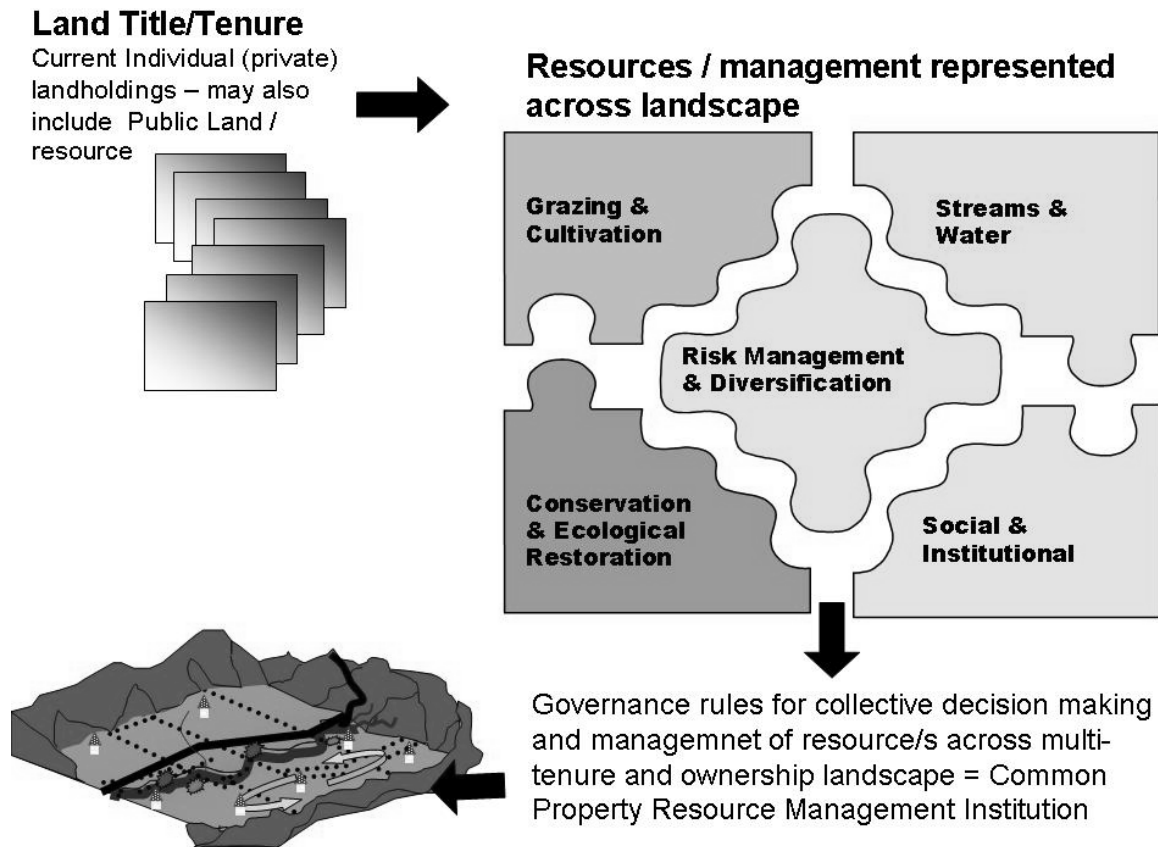 Land Title/Tenure
Current Individual (private)
landholdings – may also
include Public Land /
resource
Resources / management represented
across landscape
Grazing &
Cultivation
Streams &
Water
Risk Management
& Diversification
Conservation
& Ecological
Restoration
Social &
Institutional
Governance rules for collective decision making
and managemnet of resource/s across multi-
tenure and ownership landscape = Common
Property Resource Management Institution